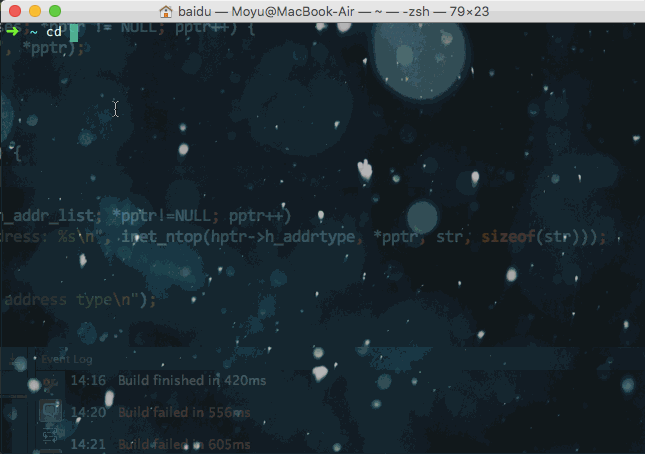 baidu — Moyu@MacBook-Air — ~ — -zsh — 79×23
!= NULL; pptr++) {
➜ ~ cd
, *pptr);
{
_addr_list; *pptr!=NULL; pptr++)
dress: %s\n", inet_ntop(hptr->h_addrtype, *pptr, str, sizeof(str)));
address type\n");
Event Log
14:16 Build finished in 420ms
14:20 Build failed in 556ms
14:21 Build failed in 605ms